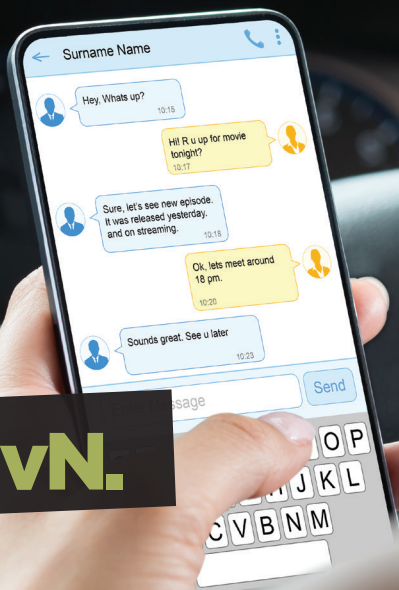 Surname Name
Hey, Whats up?
10:15
Hi! R u up for movie
tonight?
10:17
Sure, let's see new episode.
It was released yesterday.
and on streaming.
10:18
Ok, lets meet around
18 pm.
10:20
Sounds great. See u later
10:23
ssage
Send
vN.
O P
J K L
C V B N M